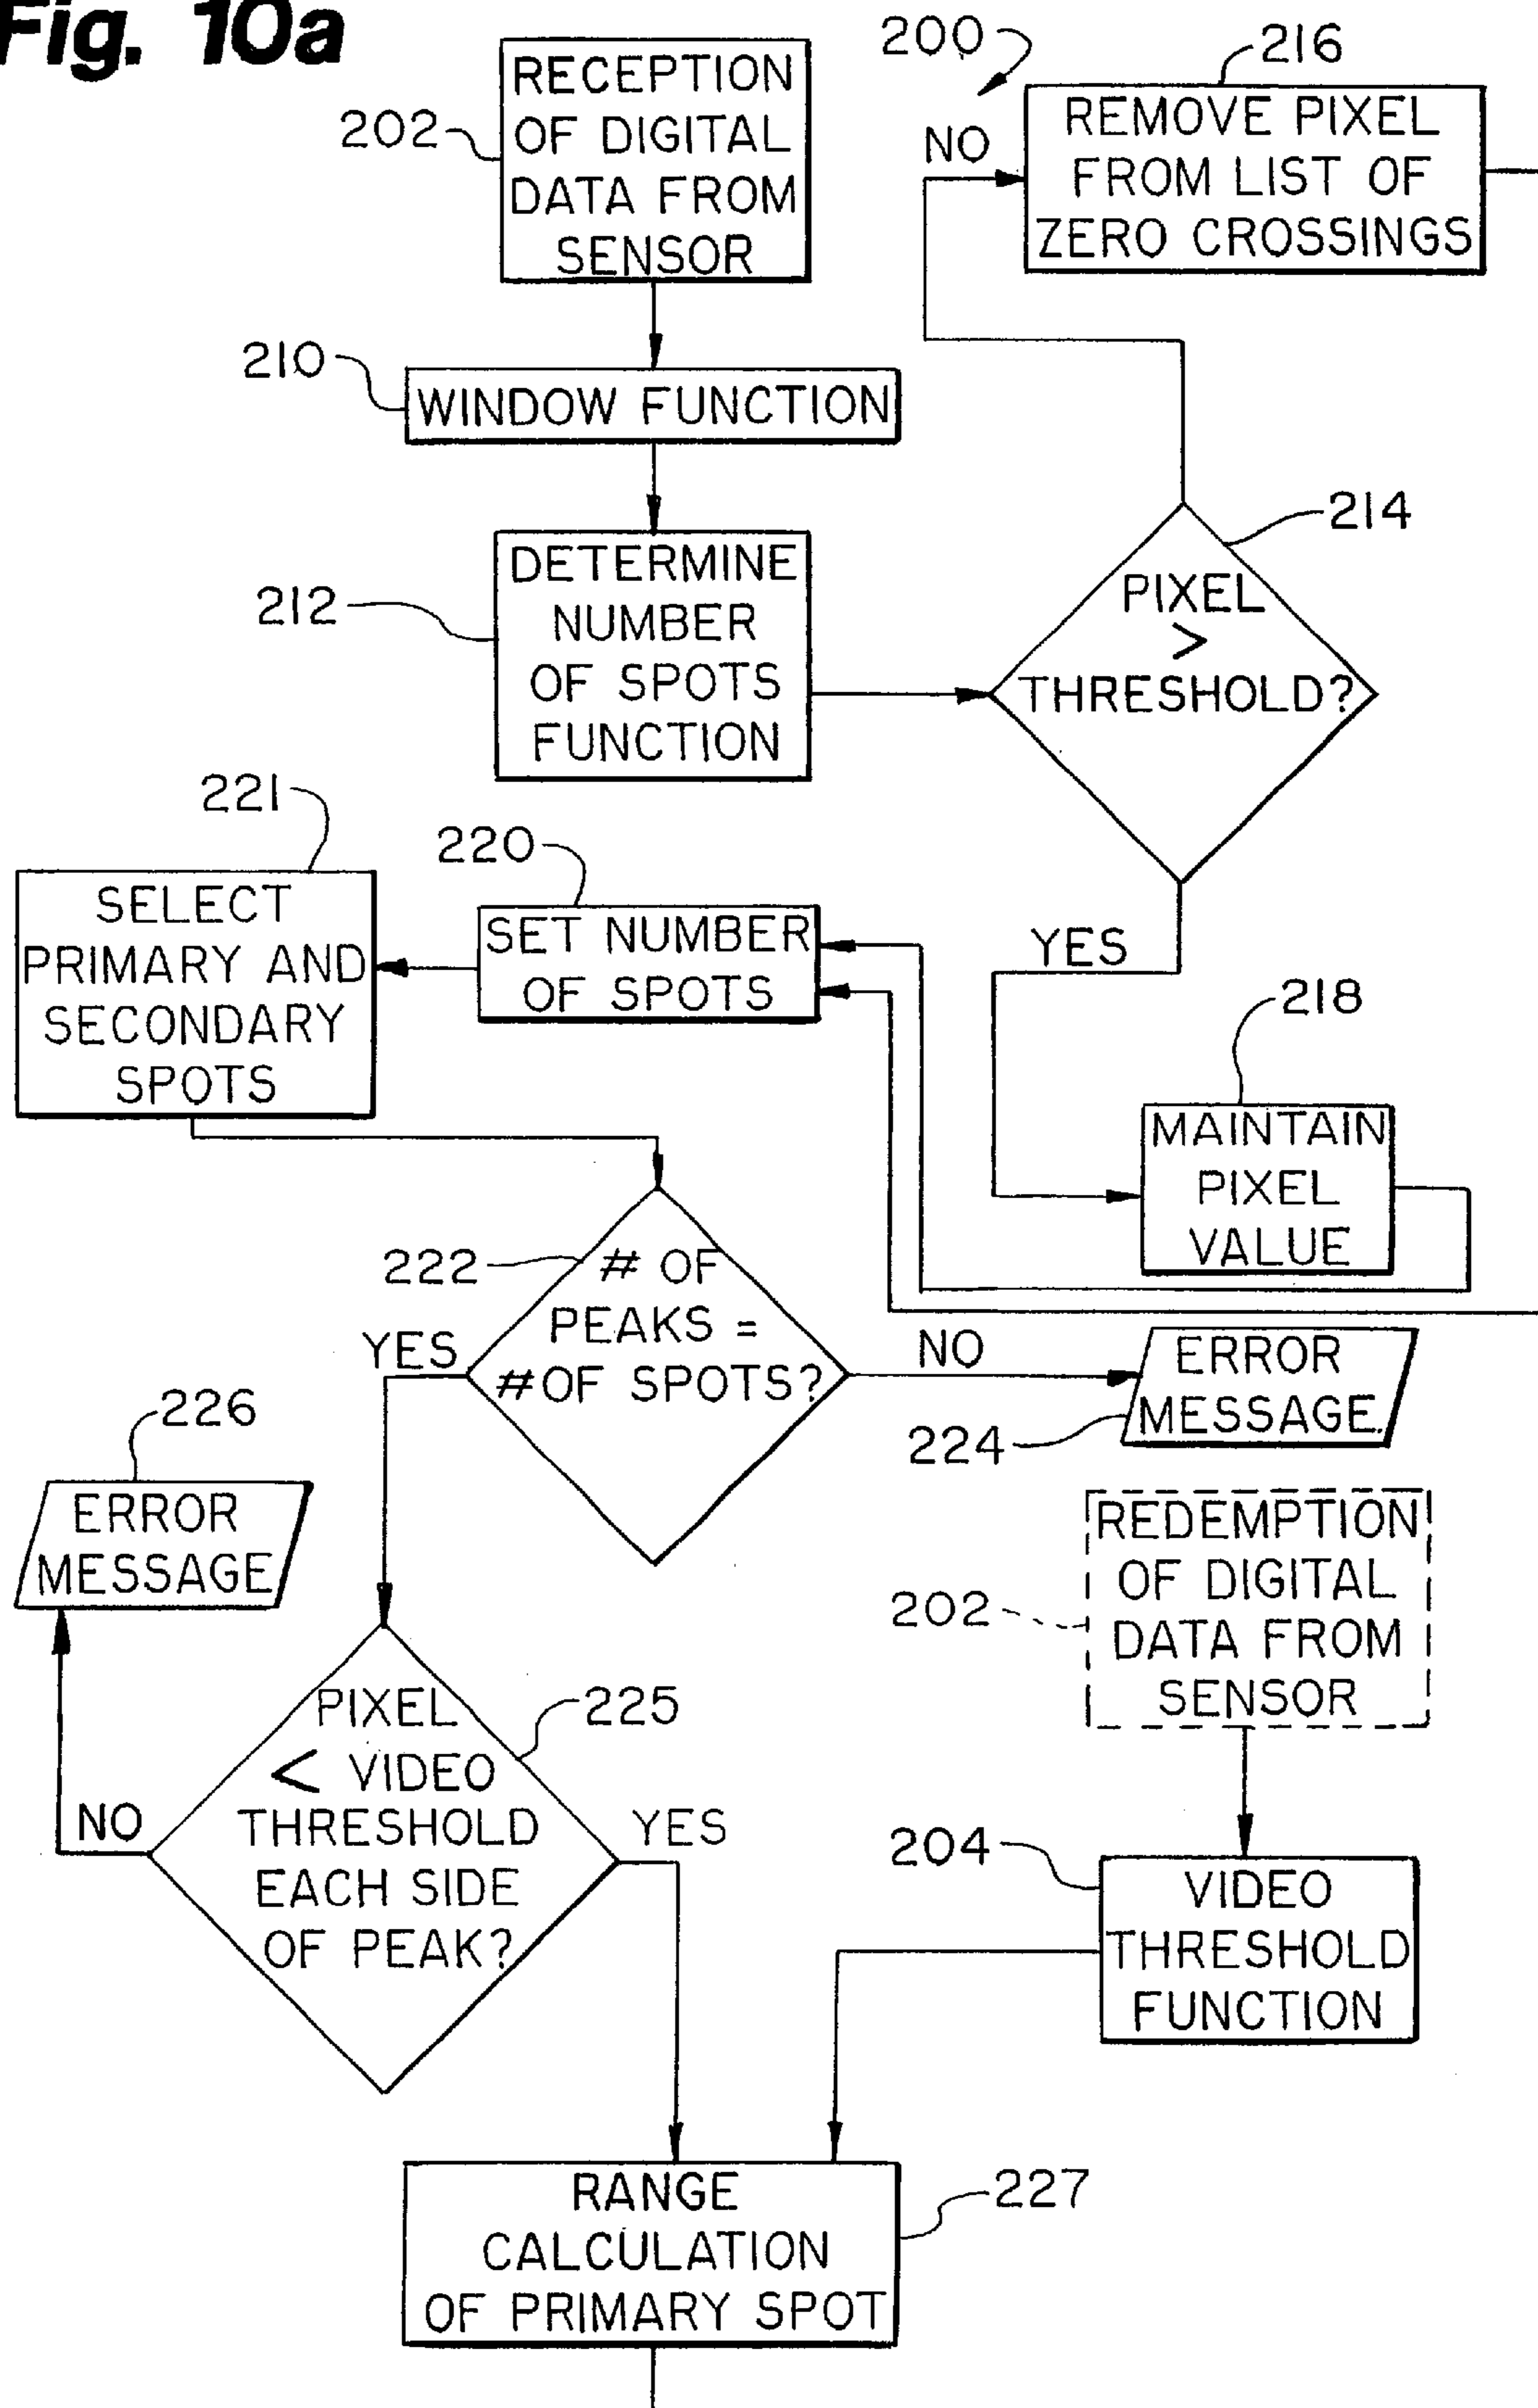 Fig. 10a
200
202
RECEPTION
OF DIGITAL
DATA FROM
SENSOR
216
NO
REMOVE PIXEL
FROM LIST OF
ZERO CROSSINGS
210
WINDOW FUNCTION
212
DETERMINE
NUMBER
OF SPOTS
FUNCTION
214
PIXEL
>
THRESHOLD?
221
SELECT
PRIMARY AND
SECONDARY
SPOTS
220
SET NUMBER
OF SPOTS
YES
218
MAINTAIN
PIXEL
VALUE
222
# OF
PEAKS =
#OF SPOTS?
YES
NO
ERROR
MESSAGE.
224
226
ERROR
MESSAGE
202
REDEMPTION
OF DIGITAL
DATA FROM
SENSOR
225
PIXEL
< VIDEO
THRESHOLD
EACH SIDE
OF PEAK?
NO
YES
204
VIDEO
THRESHOLD
FUNCTION
RANGE
CALCULATION
OF PRIMARY SPOT
227